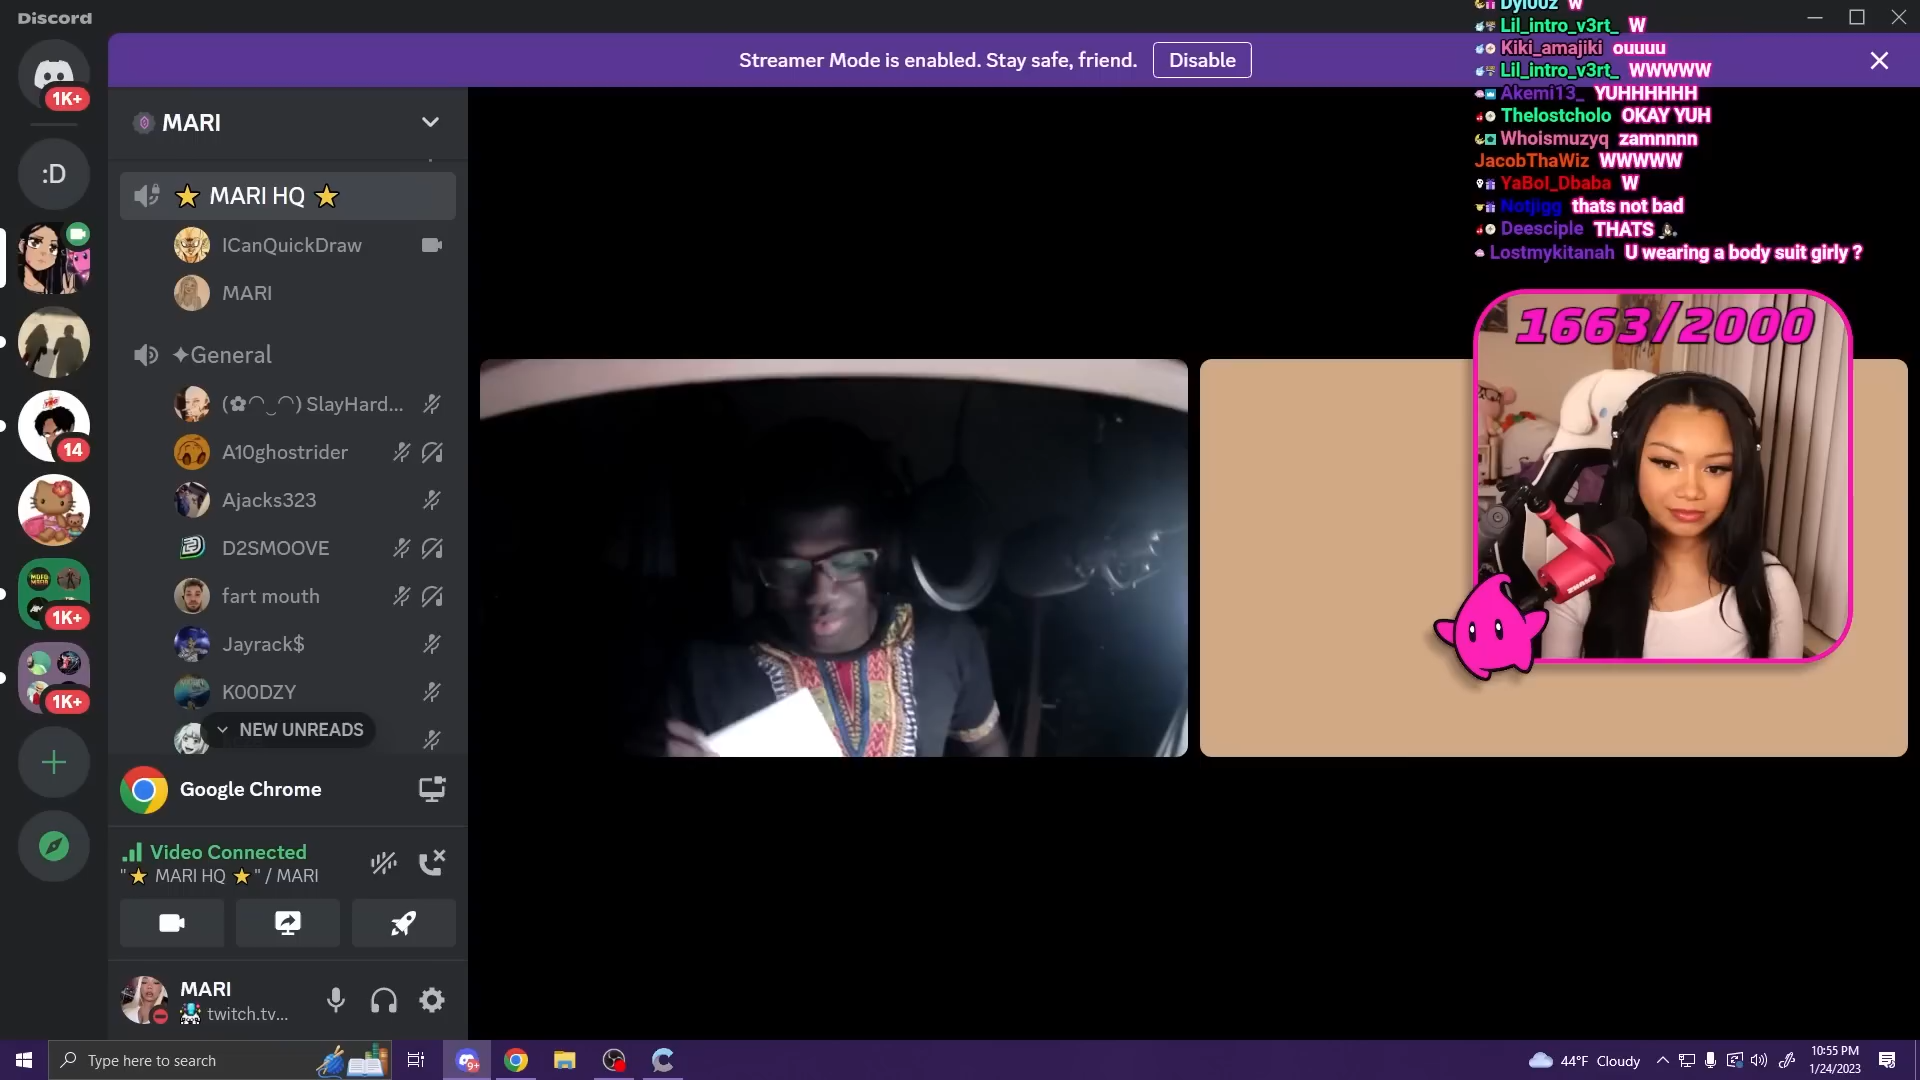 Discord
1K+
:D
14
1K+
1K+
Streamer Mode is enabled. Stay safe, friend.
Disable
MARI
MARI HQ
ICanQuickDraw
MARI
✦General
(✿◠‿◠) SlayHard...
A10ghostrider
Ajacks323
D2SMOOVE
fart mouth
Jayrack$
K00DZY
NEW UNREADS
Google Chrome
Video Connected
"⭐ MARI HQ ⭐" / MARI
MARI
twitch.tv...
Dyl00z W
Lil_intro_v3rt_ W
Kiki_amajiki ouuuu
Lil_intro_v3rt_ WWWWW
Akemi13_ YUHHHHHH
Thelostcholo OKAY YUH
Whoismuzyq zamnnnn
JacobThaWiz WWWWW
YaBoI_Dbaba W
Notjigg thats not bad
Deesciple THATS
Lostmykitanah U wearing a body suit girly ?
1663/2000
Type here to search
9+
44°F Cloudy
10:55 PM
1/24/2023